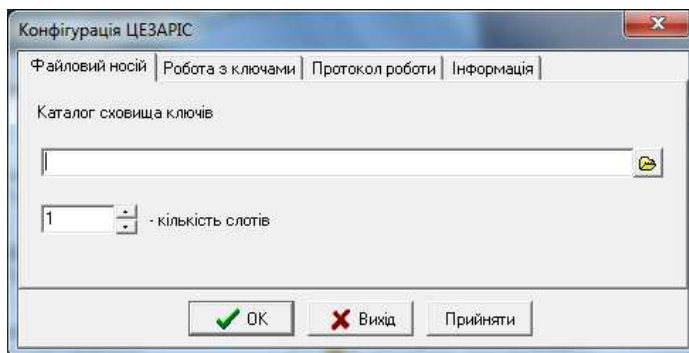 Конфігурація ЦЕЗАРІС
Файловий носій Робота з ключами Протокол роботи Інформація
Каталог сховища ключів
1 - кількість слотів
OK Вихід Прийняти